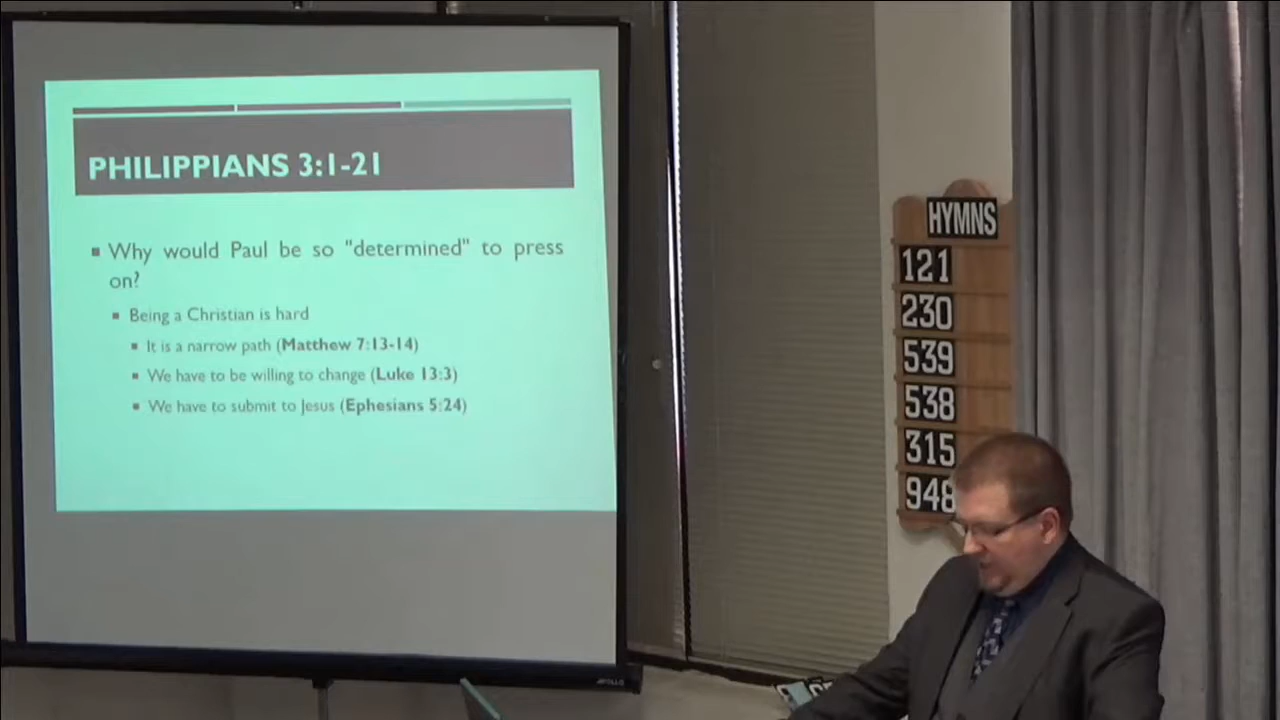 PHILIPPIANS 3:1-21
▪ Why would Paul be so "determined" to press
on?
▪ Being a Christian is hard
▪ It is a narrow path (Matthew 7:13-14)
▪ We have to be willing to change (Luke 13:3)
▪ We have to submit to Jesus (Ephesians 5:24)
APOLLO
HYMNS
121
230
539
538
315
948